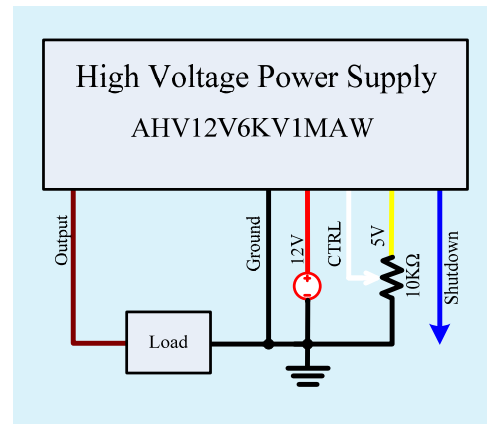 High Voltage Power Supply
AHV12V6KV1MAW
Output
Ground
12V
CTRL
5V
10KΩ
Shutdown
Load